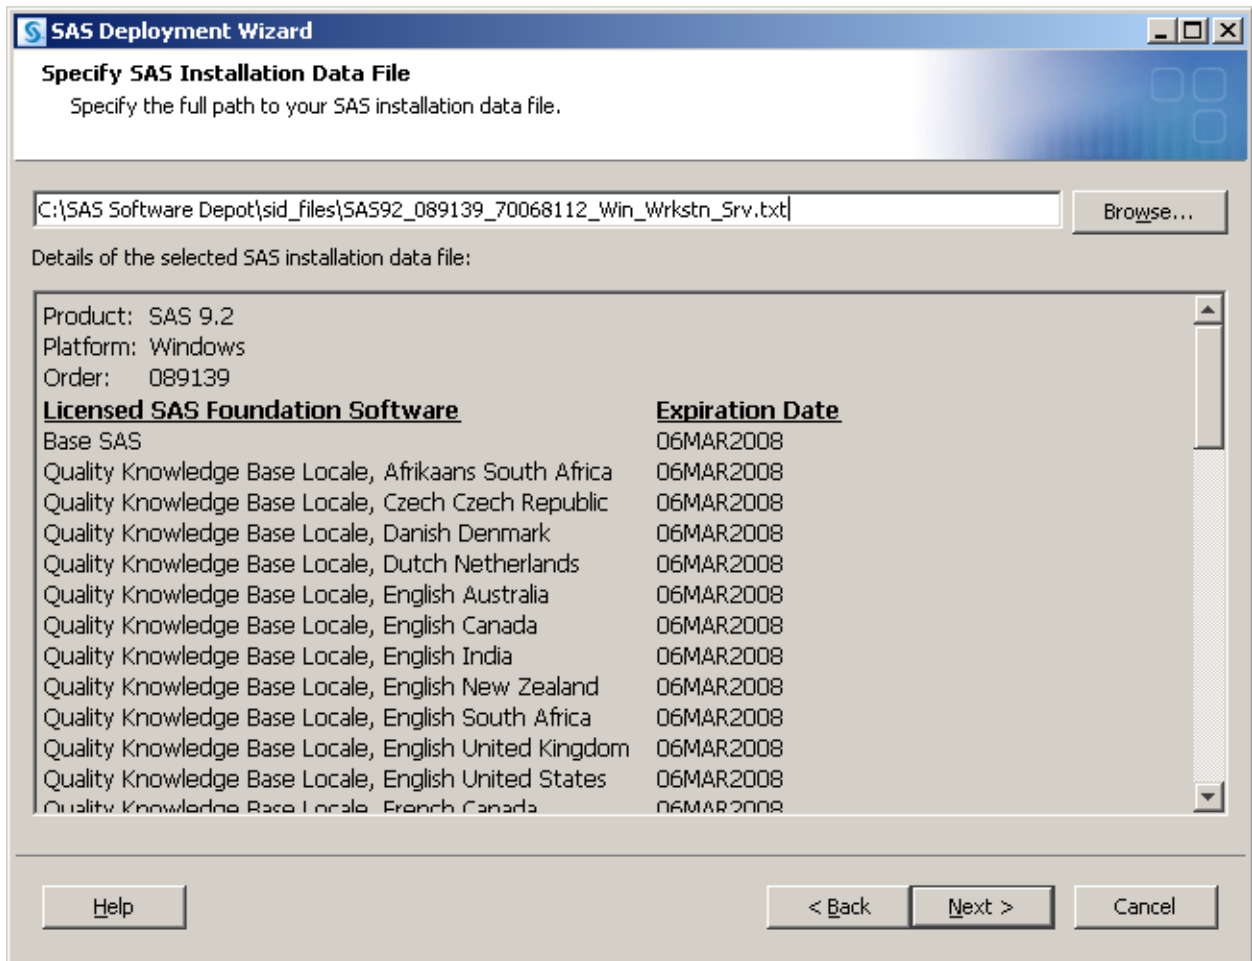 SAS Deployment Wizard
Specify SAS Installation Data File
Specify the full path to your SAS installation data file.
C:\SAS Software Depot\sid_files\SAS92_089139_70068112_Win_Wrkstn_Srv.txt
Browse...
Details of the selected SAS installation data file:
Product: SAS 9.2
Platform: Windows
Order: 089139
Licensed SAS Foundation Software Expiration Date
Base SAS 06MAR2008
Quality Knowledge Base Locale, Afrikaans South Africa 06MAR2008
Quality Knowledge Base Locale, Czech Czech Republic 06MAR2008
Quality Knowledge Base Locale, Danish Denmark 06MAR2008
Quality Knowledge Base Locale, Dutch Netherlands 06MAR2008
Quality Knowledge Base Locale, English Australia 06MAR2008
Quality Knowledge Base Locale, English Canada 06MAR2008
Quality Knowledge Base Locale, English India 06MAR2008
Quality Knowledge Base Locale, English New Zealand 06MAR2008
Quality Knowledge Base Locale, English South Africa 06MAR2008
Quality Knowledge Base Locale, English United Kingdom 06MAR2008
Quality Knowledge Base Locale, English United States 06MAR2008
Quality Knowledge Base Locale, French Canada 06MAR2008
Help
< Back
Next >
Cancel